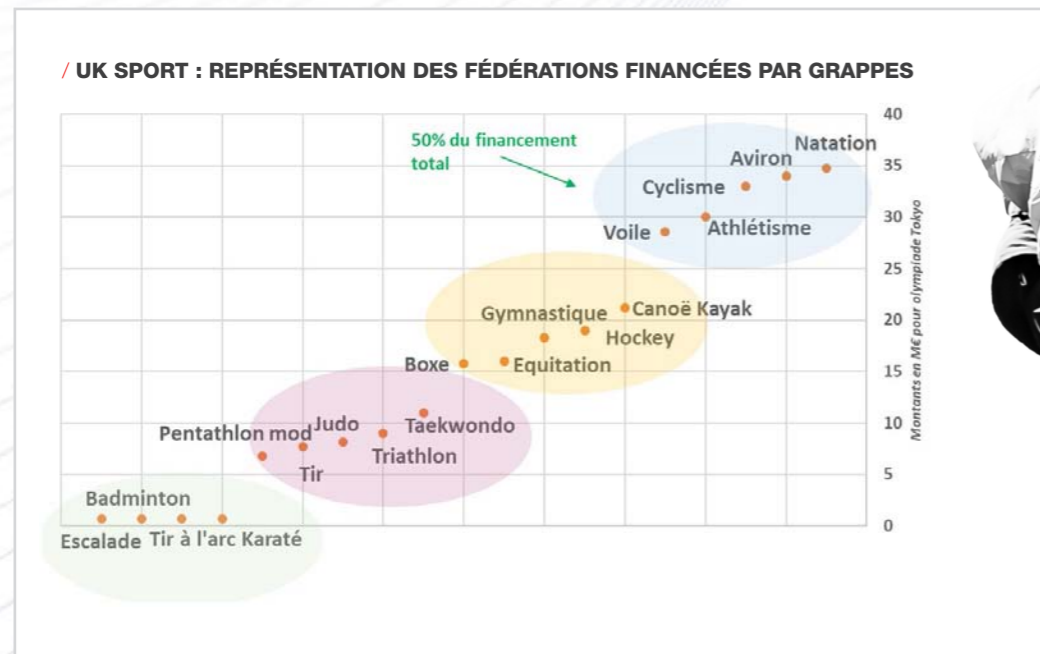 / UK SPORT : REPRÉSENTATION DES FÉDÉRATIONS FINANCÉES PAR GRAPPES
50% du financement
total
Natation
Aviron
Cyclisme
Athlétisme
Voile
Gymnastique
Canoë Kayak
Hockey
Boxe
Equitation
Pentathlon mod
Judo
Taekwondo
Triathlon
Tir
Badminton
Escalade
Tir à l'arc
Karaté
40
35
30
25
20
15
10
5
0
Montants en M€ pour olympiade Tokyo